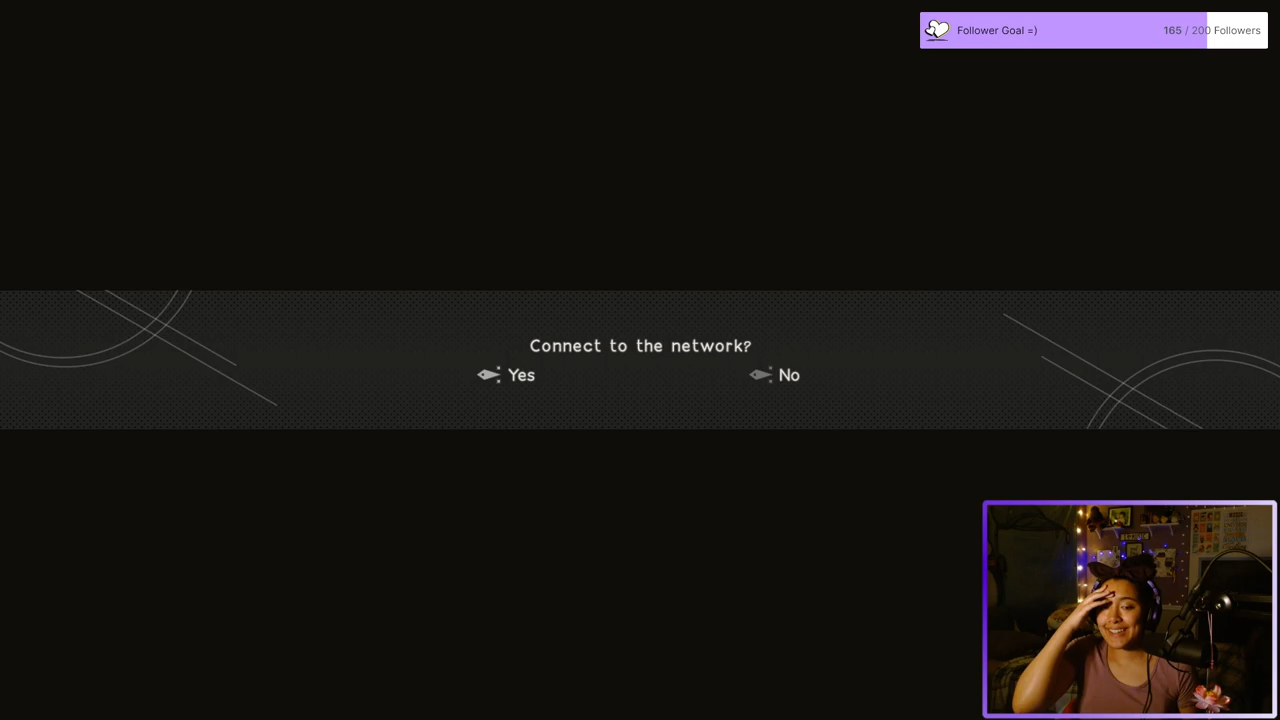 Follower Goal =)
165 / 200 Followers
Connect to the network?
Yes
No